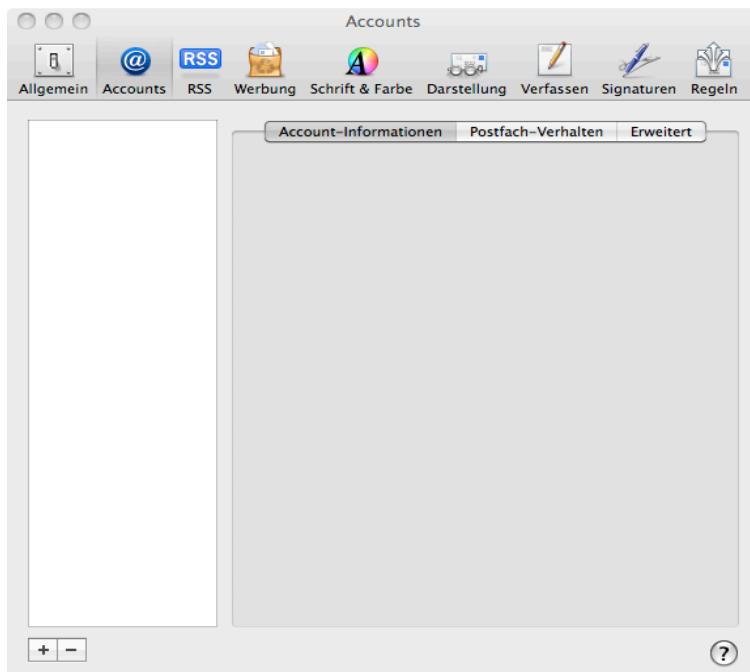 Accounts
@ RSS A
Allgemein Accounts RSS Werbung Schrift & Farbe Darstellung Verfassen Signaturen Regeln
Account-Informationen Postfach-Verhalten Erweitert
+ − ?